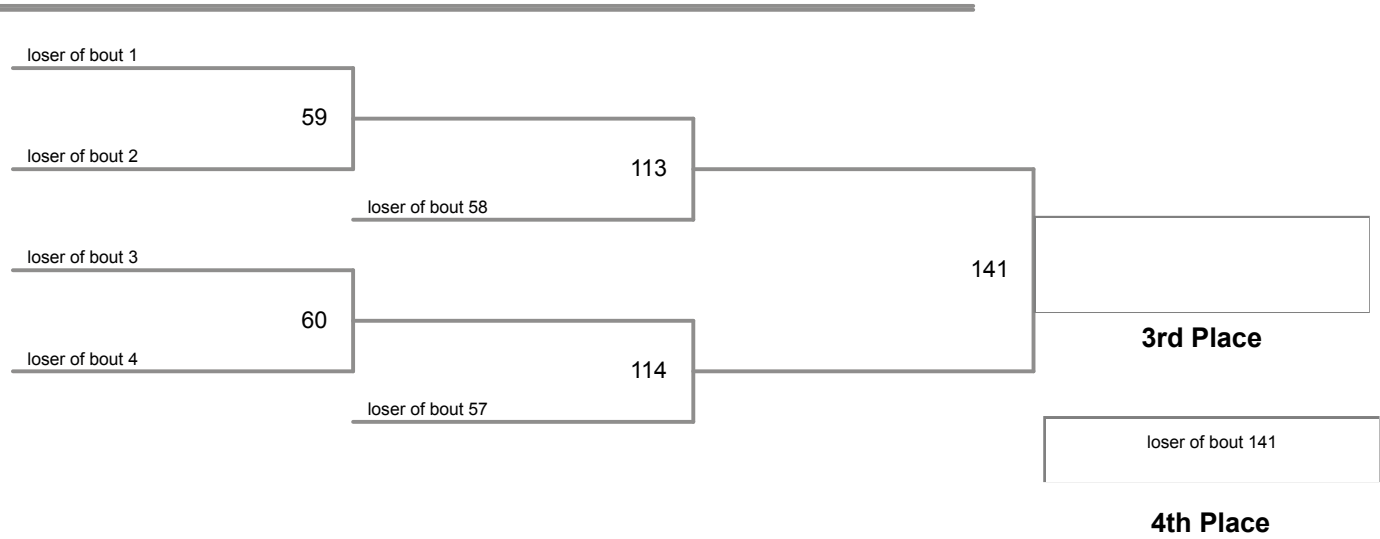 loser of bout 1
59
loser of bout 2
113
loser of bout 58
loser of bout 3
141
60
3rd Place
loser of bout 4
114
loser of bout 57
loser of bout 141
4th Place